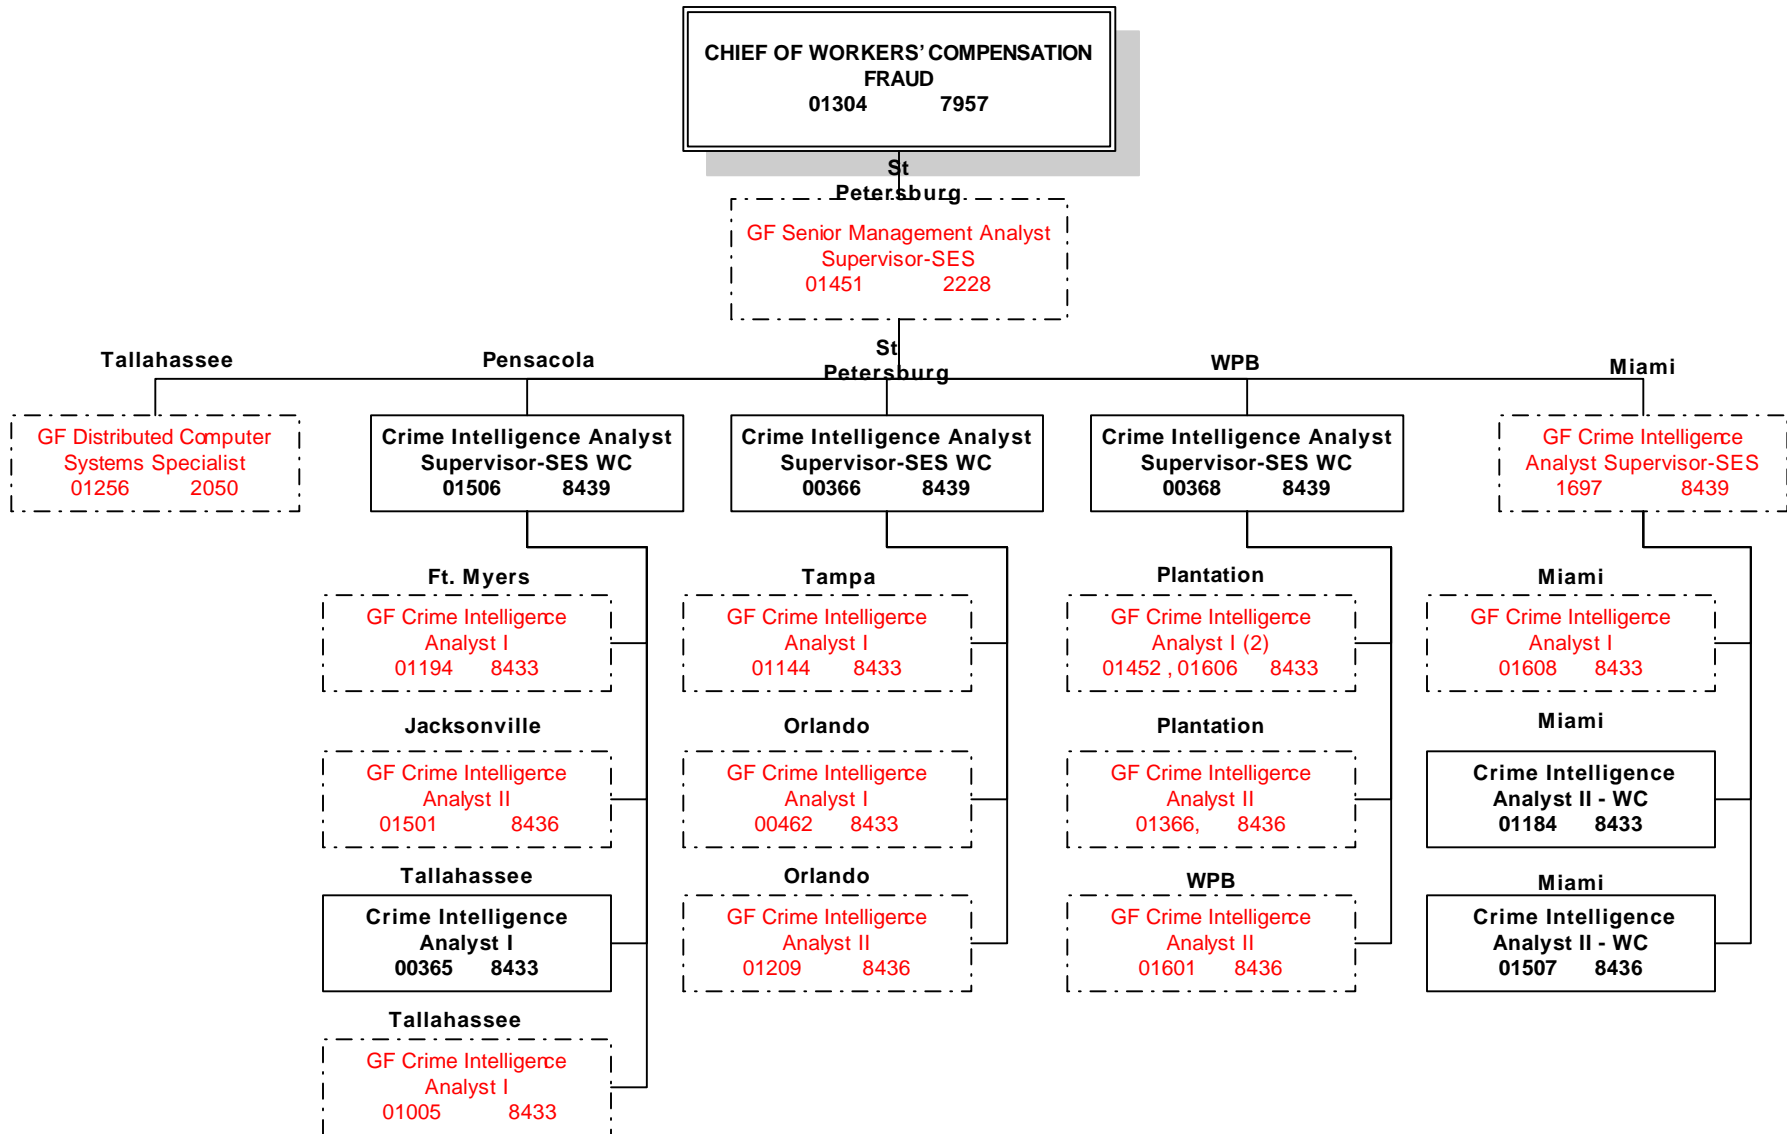 CHIEF OF WORKERS' COMPENSATION
FRAUD
01304 7957
St
Petersburg
GF Senior Management Analyst
Supervisor-SES
01451 2228
Tallahassee
Pensacola
St
Petersburg
WPB
Miami
GF Distributed Computer
Systems Specialist
01256 2050
Crime Intelligence Analyst
Supervisor-SES WC
01506 8439
Crime Intelligence Analyst
Supervisor-SES WC
00366 8439
Crime Intelligence Analyst
Supervisor-SES WC
00368 8439
GF Crime Intelligence
Analyst Supervisor-SES
1697 8439
Ft. Myers
GF Crime Intelligence
Analyst I
01194 8433
Tampa
GF Crime Intelligence
Analyst I
01144 8433
Plantation
GF Crime Intelligence
Analyst I (2)
01452 , 01606 8433
Miami
GF Crime Intelligence
Analyst I
01608 8433
Jacksonville
GF Crime Intelligence
Analyst II
01501 8436
Orlando
GF Crime Intelligence
Analyst I
00462 8433
Plantation
GF Crime Intelligence
Analyst II
01366, 8436
Miami
Crime Intelligence
Analyst II - WC
01184 8433
Tallahassee
Crime Intelligence
Analyst I
00365 8433
Orlando
GF Crime Intelligence
Analyst II
01209 8436
WPB
GF Crime Intelligence
Analyst II
01601 8436
Miami
Crime Intelligence
Analyst II - WC
01507 8436
Tallahassee
GF Crime Intelligence
Analyst I
01005 8433